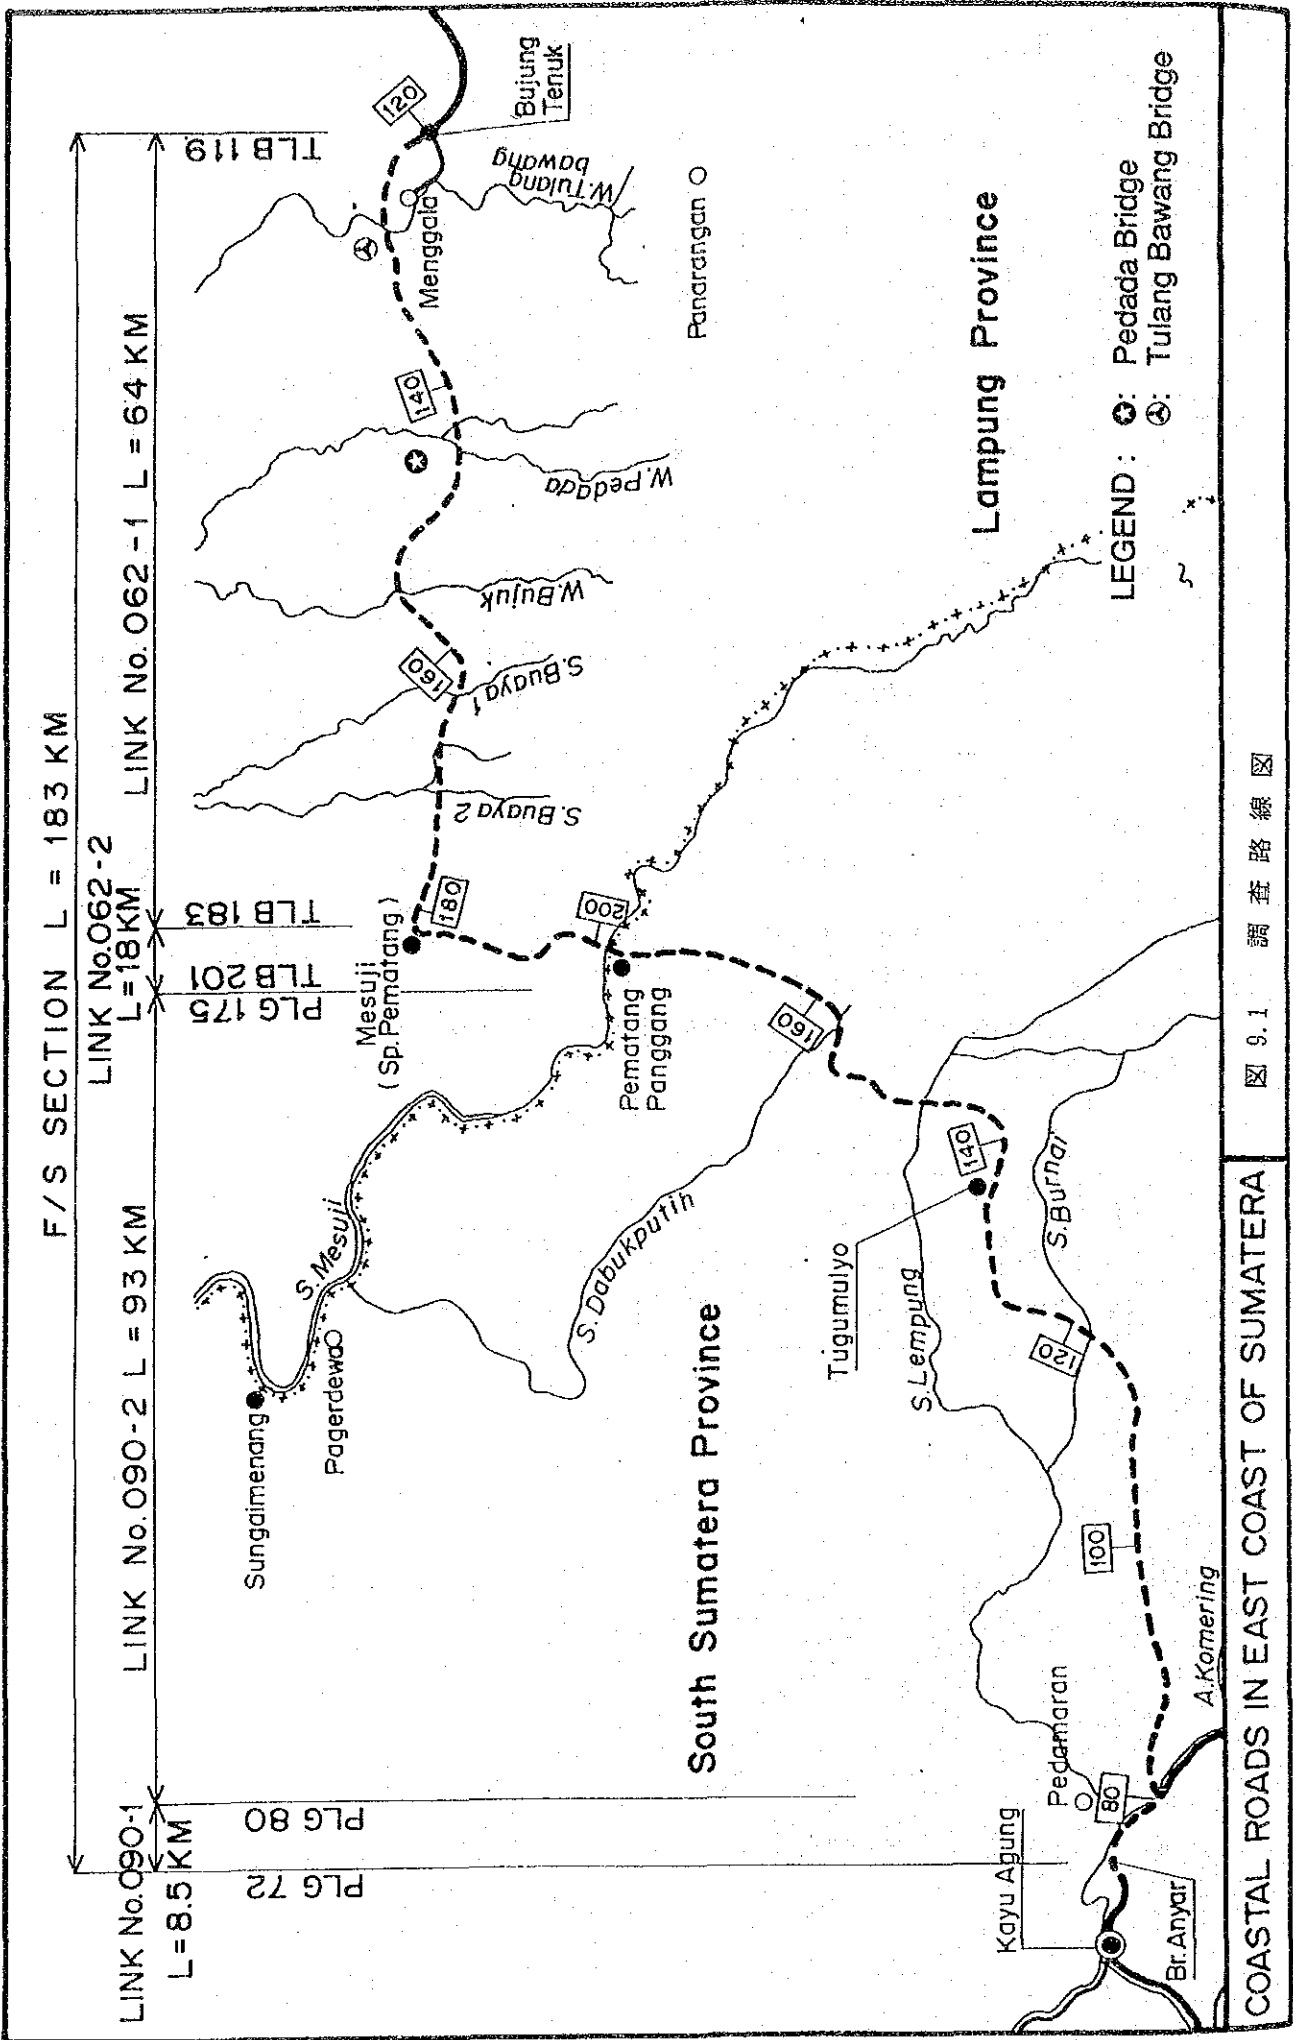 F/S SECTION L = 183 KM
LINK No.090-1
L=8.5 KM
LINK No.090-2 L = 93 KM
LINK No.062-2
L=18KM
LINK No.062-1 L = 64 KM
PLG 72
PLG 80
PLG 175
TLB 201
TLB 183
TLB 119
Sungaimenang
Pagerdewa
S.Mesuji
Mesuji
(Sp.Pematang)
180
S.Buaya 2
S.Buaya 1
160
W.Bujuk
W.Pedada
140
Menggala
W.Tulang
bawang
120
Bujung
Tenuk
Panarangan
200
Pematang
Panggang
160
S.Dabukputih
South Sumatera Province
Lampung Province
Tugumulyo
140
S.Lempung
S.Burnai
120
100
Pedamaran
80
Kayu Agung
Br.Anyar
A.Komering
LEGEND :
: Pedada Bridge
: Tulang Bawang Bridge
COASTAL ROADS IN EAST COAST OF SUMATERA
図 9.1 調査路線図